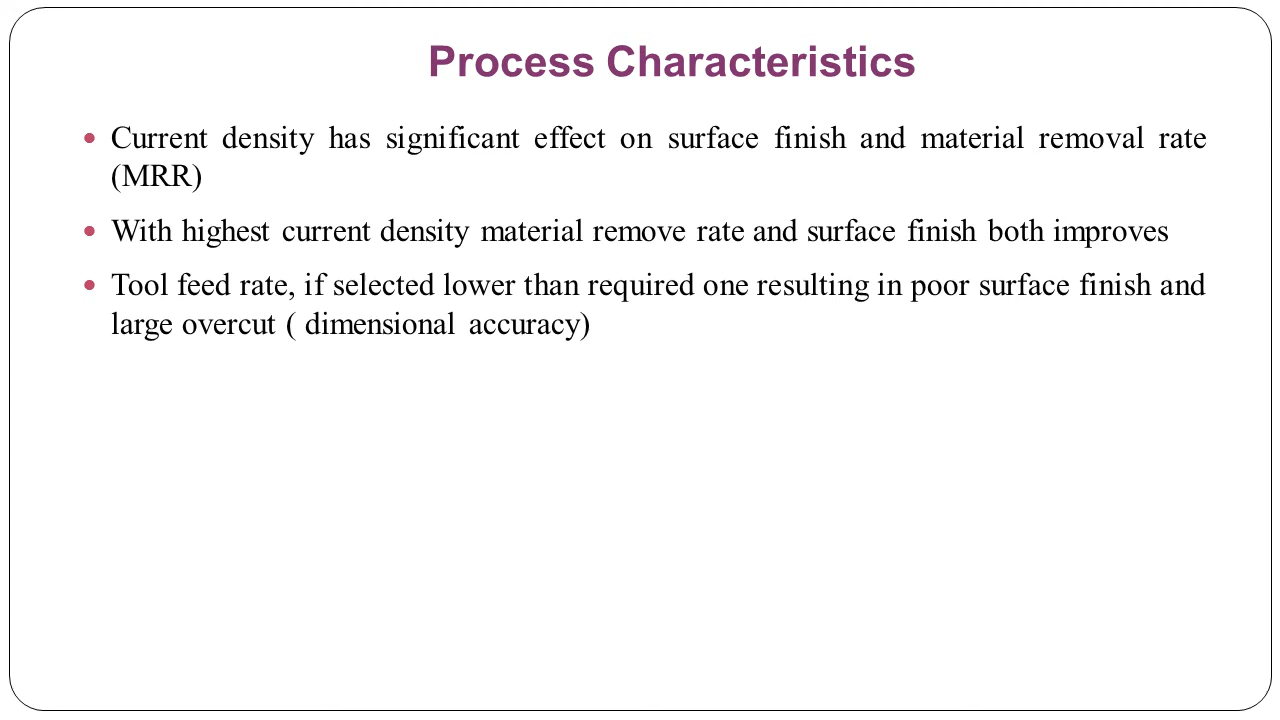 Process Characteristics
• Current density has significant effect on surface finish and material removal rate
(MRR)
• With highest current density material remove rate and surface finish both improves
• Tool feed rate, if selected lower than required one resulting in poor surface finish and
large overcut ( dimensional accuracy)